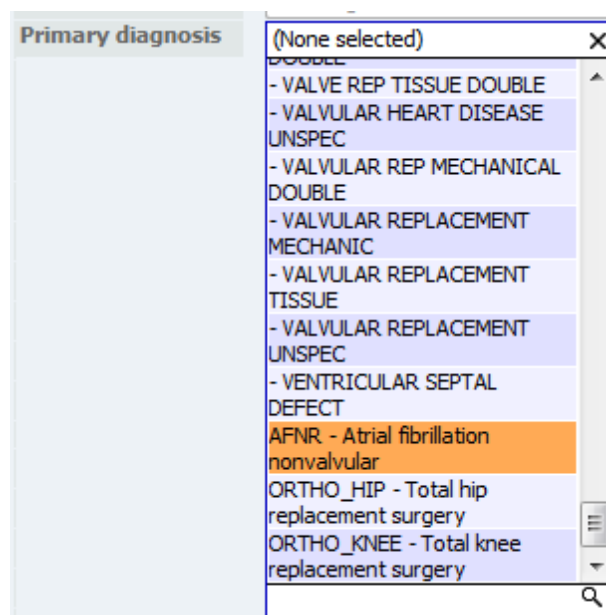 Primary diagnosis
(None selected)
DOUBLE
- VALVE REP TISSUE DOUBLE
- VALVULAR HEART DISEASE
UNSPEC
- VALVULAR REP MECHANICAL
DOUBLE
- VALVULAR REPLACEMENT
MECHANIC
- VALVULAR REPLACEMENT
TISSUE
- VALVULAR REPLACEMENT
UNSPEC
- VENTRICULAR SEPTAL
DEFECT
AFNR - Atrial fibrillation
nonvalvular
ORTHO_HIP - Total hip
replacement surgery
ORTHO_KNEE - Total knee
replacement surgery